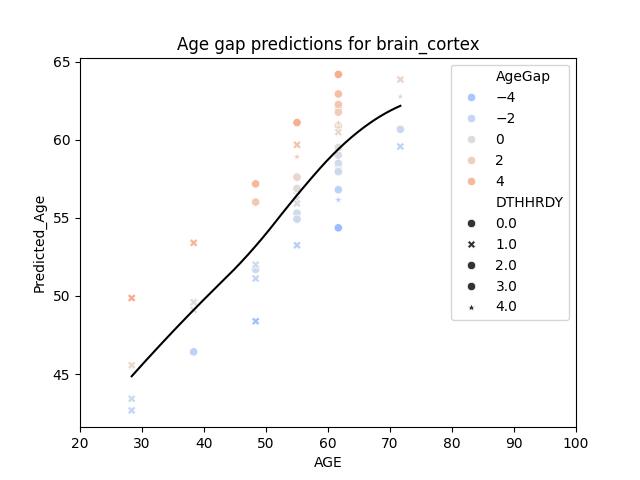 Age gap predictions for brain_cortex
65
60
55
50
45
Predicted_Age
20 30 40 50 60 70 80 90 100
AGE
AgeGap
−4
−2
0
2
4
DTHHRDY
0.0
1.0
2.0
3.0
4.0